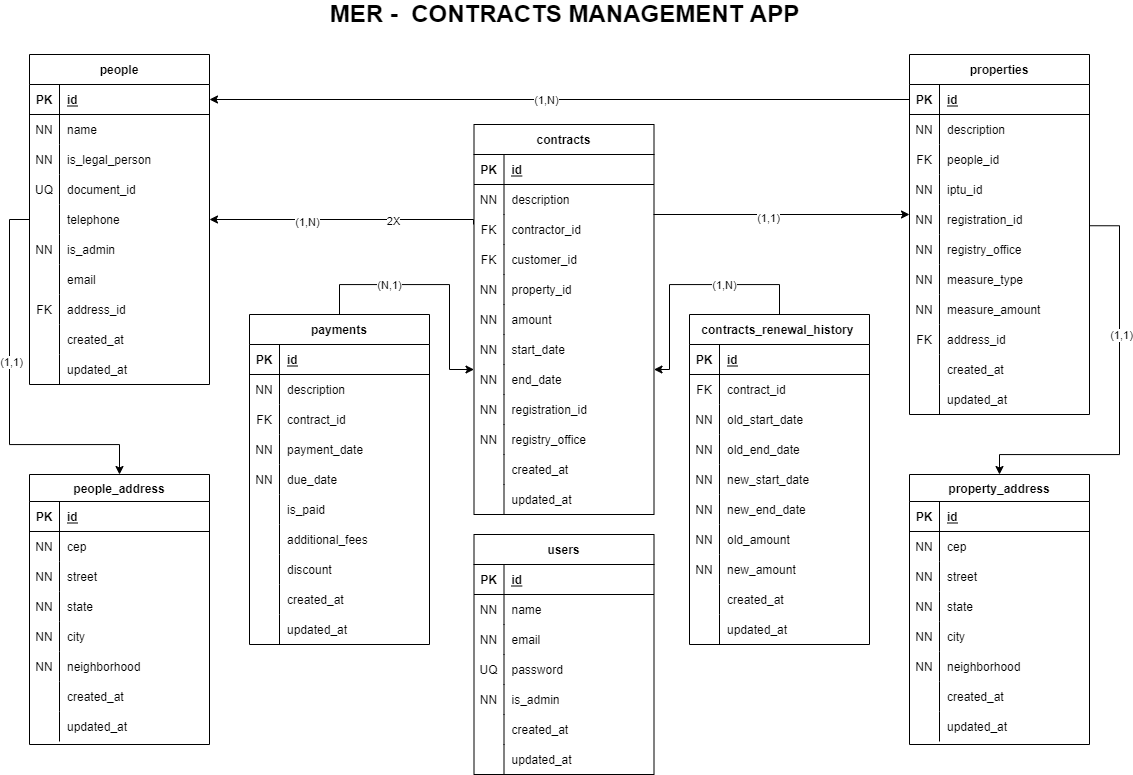 MER - CONTRACTS MANAGEMENT APP
people
PK id
NN name
NN is_legal_person
UQ document_id
telephone
NN is_admin
email
FK address_id
created_at
updated_at
(1,N)
contracts
PK id
NN description
FK contractor_id
FK customer_id
NN property_id
NN amount
NN start_date
NN end_date
NN registration_id
NN registry_office
created_at
updated_at
properties
PK id
NN description
FK people_id
NN iptu_id
NN registration_id
NN registry_office
NN measure_type
NN measure_amount
FK address_id
created_at
updated_at
(1,N) 2X
(1,1)
(N,1)
(1,N)
(1,1)
(1,1)
payments
PK id
NN description
FK contract_id
NN payment_date
NN due_date
is_paid
additional_fees
discount
created_at
updated_at
contracts_renewal_history
PK id
FK contract_id
NN old_start_date
NN old_end_date
NN new_start_date
NN new_end_date
NN old_amount
NN new_amount
created_at
updated_at
people_address
PK id
NN cep
NN street
NN state
NN city
NN neighborhood
created_at
updated_at
users
PK id
NN name
NN email
UQ password
NN is_admin
created_at
updated_at
property_address
PK id
NN cep
NN street
NN state
NN city
NN neighborhood
created_at
updated_at